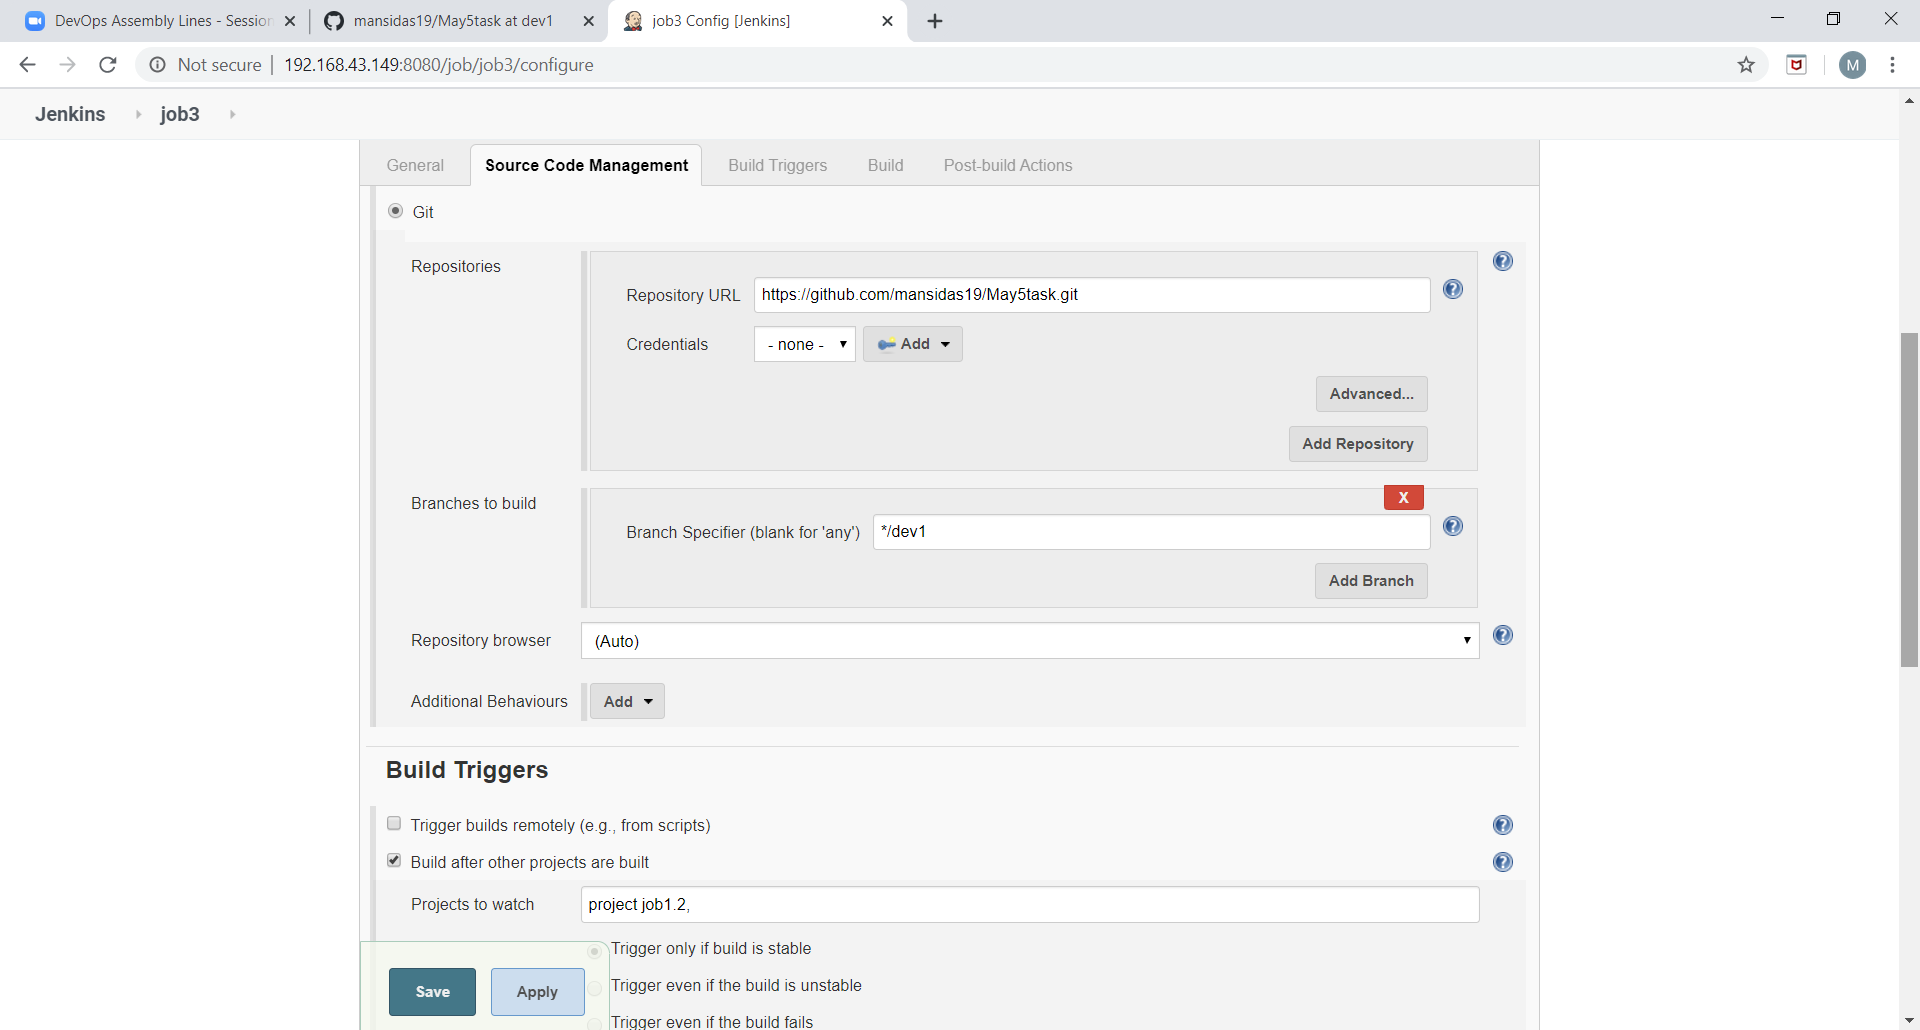 DevOps Assembly Lines - Session
mansidas19/May5task at dev1
job3 Config [Jenkins]
Not secure
192.168.43.149:8080/job/job3/configure
M
Jenkins
job3
General
Source Code Management
Build Triggers
Build
Post-build Actions
Git
Repositories
Repository URL
https://github.com/mansidas19/May5task.git
Credentials
- none -
Add
Advanced...
Add Repository
Branches to build
X
Branch Specifier (blank for 'any')
*/dev1
Add Branch
Repository browser
(Auto)
Additional Behaviours
Add
Build Triggers
Trigger builds remotely (e.g., from scripts)
Build after other projects are built
Projects to watch
project job1.2,
Trigger only if build is stable
Trigger even if the build is unstable
Trigger even if the build fails
Save
Apply